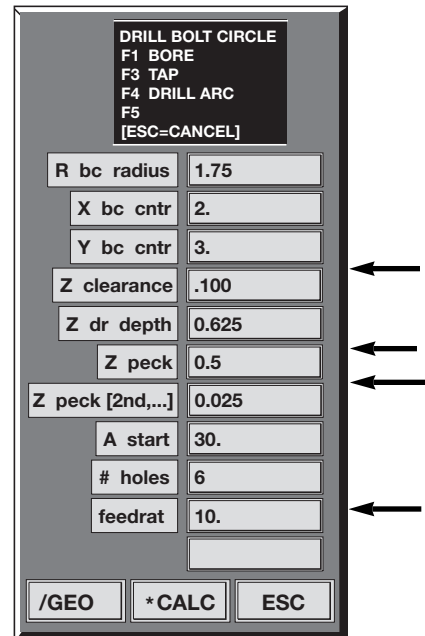 DRILL BOLT CIRCLE
F1 BORE
F3 TAP
F4 DRILL ARC
F5
[ESC=CANCEL]
R bc radius 1.75
X bc cntr 2.
Y bc cntr 3.
Z clearance .100
Z dr depth 0.625
Z peck 0.5
Z peck [2nd,...] 0.025
A start 30.
# holes 6
feedrat 10.
/GEO *CALC ESC